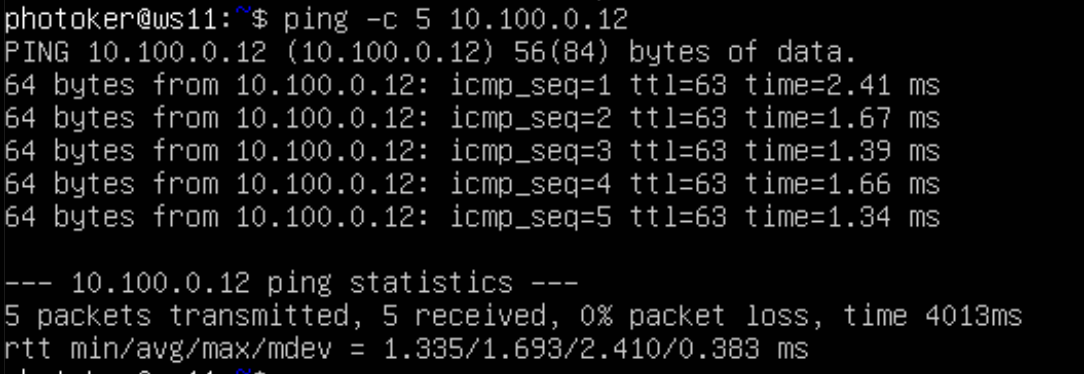 photoker@ws11:~$ ping -c 5 10.100.0.12
PING 10.100.0.12 (10.100.0.12) 56(84) bytes of data.
64 bytes from 10.100.0.12: icmp_seq=1 ttl=63 time=2.41 ms
64 bytes from 10.100.0.12: icmp_seq=2 ttl=63 time=1.67 ms
64 bytes from 10.100.0.12: icmp_seq=3 ttl=63 time=1.39 ms
64 bytes from 10.100.0.12: icmp_seq=4 ttl=63 time=1.66 ms
64 bytes from 10.100.0.12: icmp_seq=5 ttl=63 time=1.34 ms

--- 10.100.0.12 ping statistics ---
5 packets transmitted, 5 received, 0% packet loss, time 4013ms
rtt min/avg/max/mdev = 1.335/1.693/2.410/0.383 ms